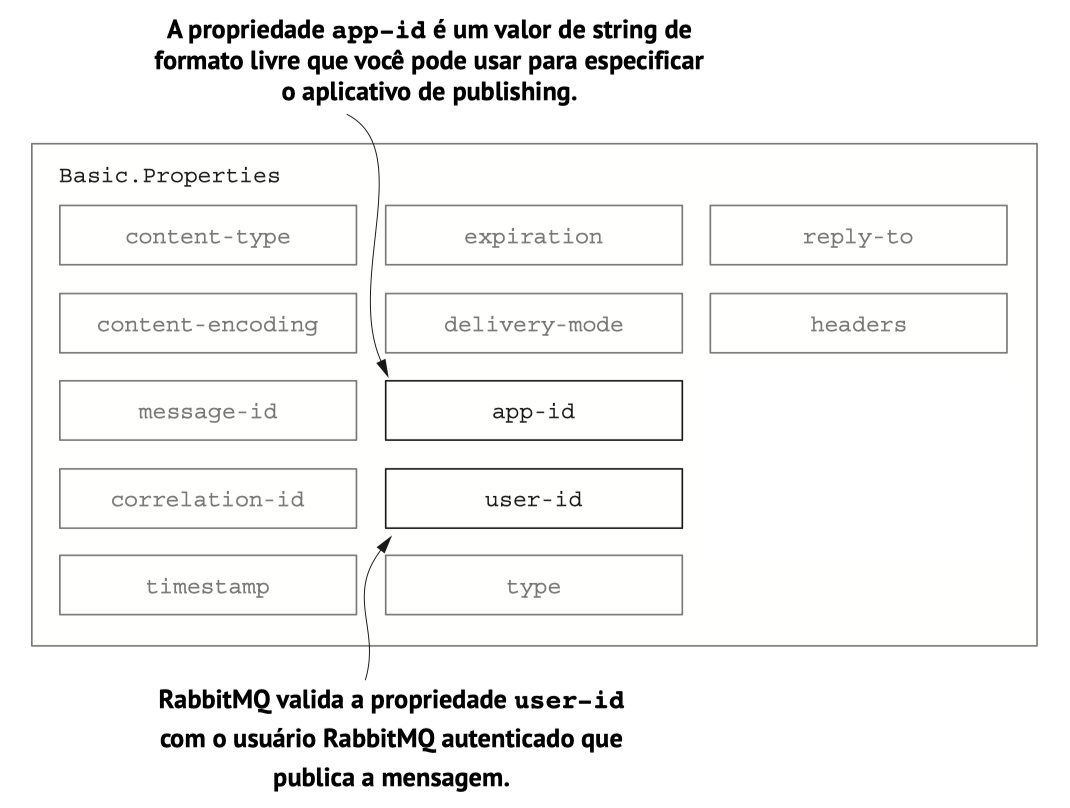 A propriedade app-id é um valor de string de
formato livre que você pode usar para especificar
o aplicativo de publishing.
Basic.Properties
content-type
expiration
reply-to
content-encoding
delivery-mode
headers
message-id
app-id
correlation-id
user-id
timestamp
type
RabbitMQ valida a propriedade user-id
com o usuário RabbitMQ autenticado que
publica a mensagem.